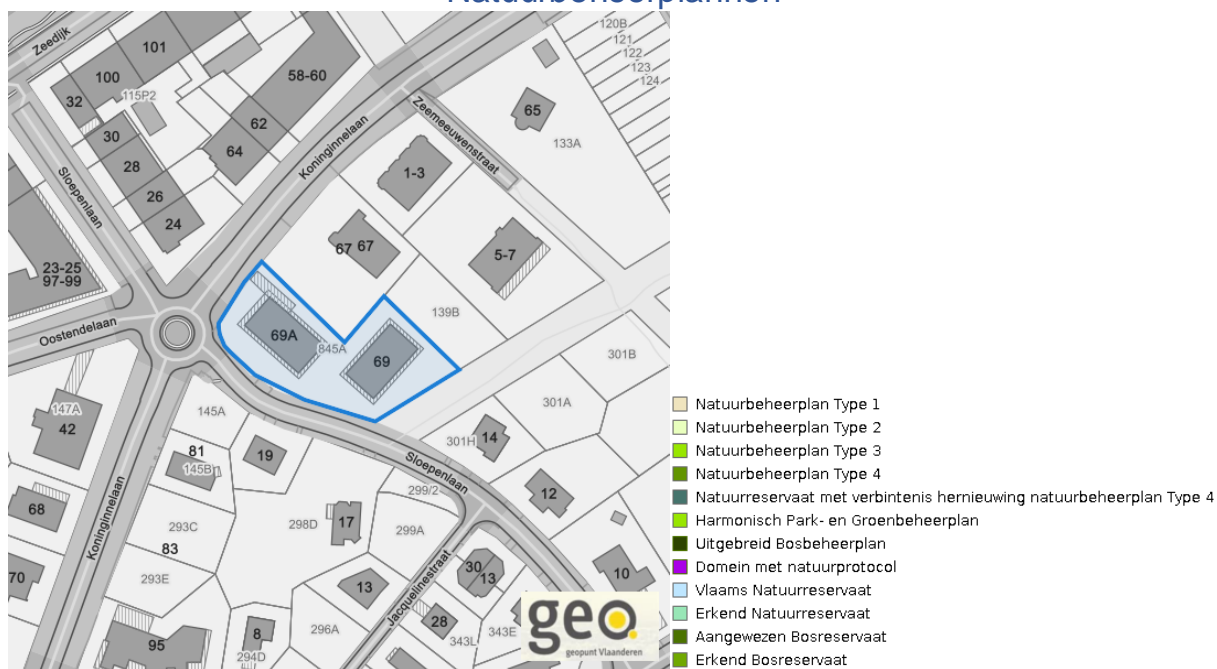 Natuurbeheerplannen
Zeedijk
101
100
32
115P2
58-60
62
64
30
28
26
24
Sloepenlaan
Koninginnelaan
Zeemeeuwenstraat
120B
121
122
123
124
65
133A
1-3
67 67
5-7
23-25
97-99
Oostendelaan
69A
845A
69
139B
301B
301A
147A
42
145A
81
145B
19
301H
14
Sloepenlaan
12
299/2
68
Koninginnelaan
293C
83
298D
17
299A
70
293E
13
Jacquelinestraat
30
13
10
95
8
294D
296A
28
343L
343E
geo.
geopunt Vlaanderen
Natuurbeheerplan Type 1
Natuurbeheerplan Type 2
Natuurbeheerplan Type 3
Natuurbeheerplan Type 4
Natuurreservaat met verbintenis hernieuwing natuurbeheerplan Type 4
Harmonisch Park- en Groenbeheerplan
Uitgebreid Bosbeheerplan
Domein met natuurprotocol
Vlaams Natuurreservaat
Erkend Natuurreservaat
Aangewezen Bosreservaat
Erkend Bosreservaat